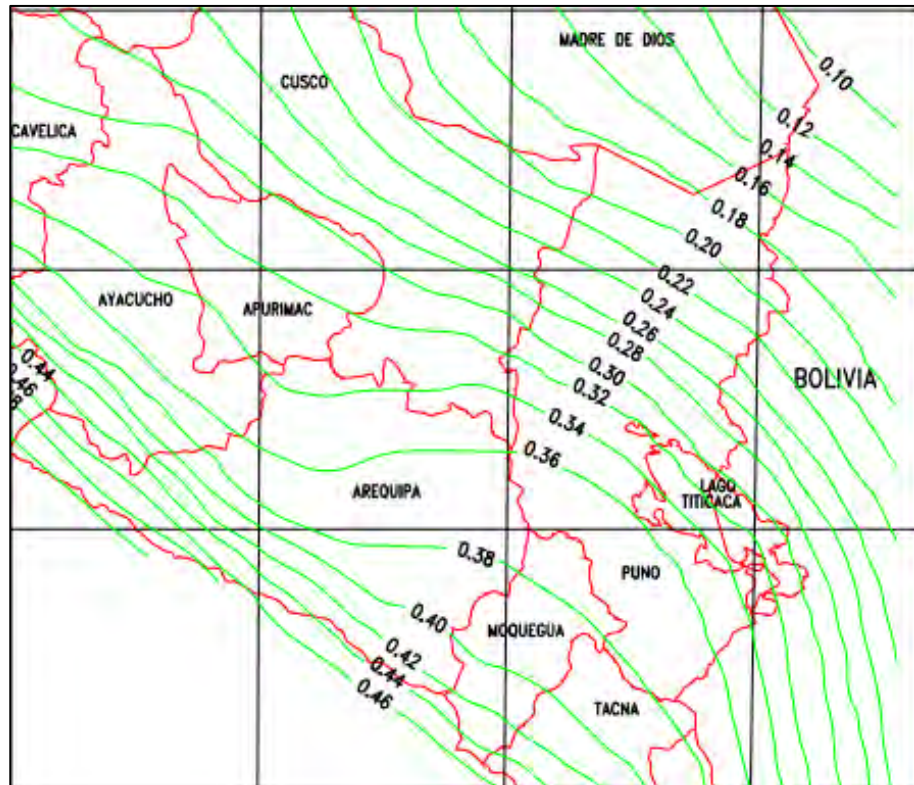 MADRE DE DIOS
CUSCO
0.10
0.12
CAVELICA
0.14
0.16
0.18
0.20
0.22
AYACUCHO
APURIMAC
0.24
0.26
0.28
0.44
0.30
BOLIVIA
.46
0.32
8
0.34
0.36
LAGO
TITICACA
AREQUIPA
0.38
PUNO
0.40
MOQUEGUA
0.42
0.44
0.46
TACNA